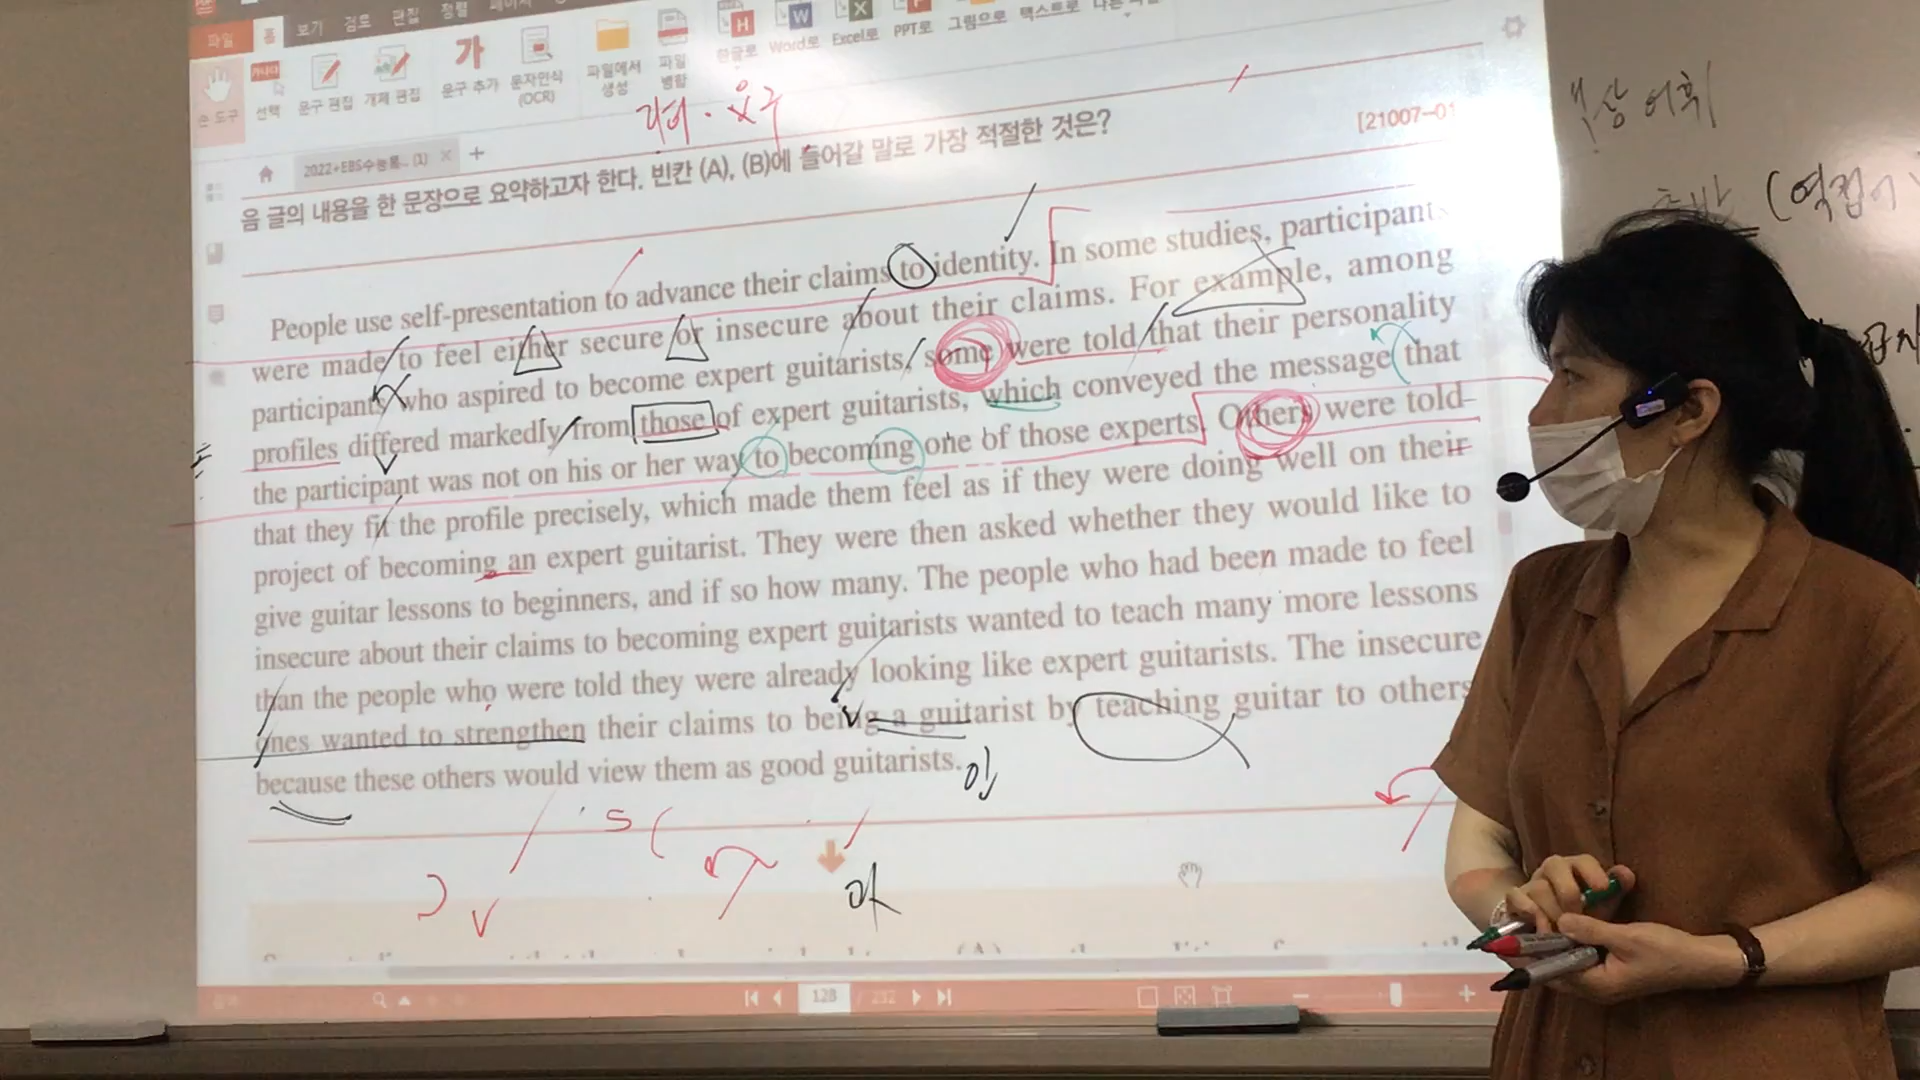 파일 홈 보기 검토 편집 정렬 페이지
손 도구
선택
문구 편집
개체 편집
문구 추가
문자인식 (OCR)
파일에서 생성
파일 병합
한글로
Word로
Excel로
PPT로
그림으로
텍스트로
2022+EBS수능특.. (1)
음 글의 내용을 한 문장으로 요약하고자 한다. 빈칸 (A), (B)에 들어갈 말로 가장 적절한 것은?
[21007-01
People use self-presentation to advance their claims to identity. In some studies, participants
were made to feel either secure or insecure about their claims. For example, among
participants who aspired to become expert guitarists, some were told that their personality
profiles differed markedly from those of expert guitarists, which conveyed the message that
the participant was not on his or her way to becoming one of those experts. Others were told
that they fit the profile precisely, which made them feel as if they were doing well on their
project of becoming an expert guitarist. They were then asked whether they would like to
give guitar lessons to beginners, and if so how many. The people who had been made to feel
insecure about their claims to becoming expert guitarists wanted to teach many more lessons
than the people who were told they were already looking like expert guitarists. The insecure
ones wanted to strengthen their claims to being a guitarist by teaching guitar to others
because these others would view them as good guitarists.
S (
(A)
128 / 232